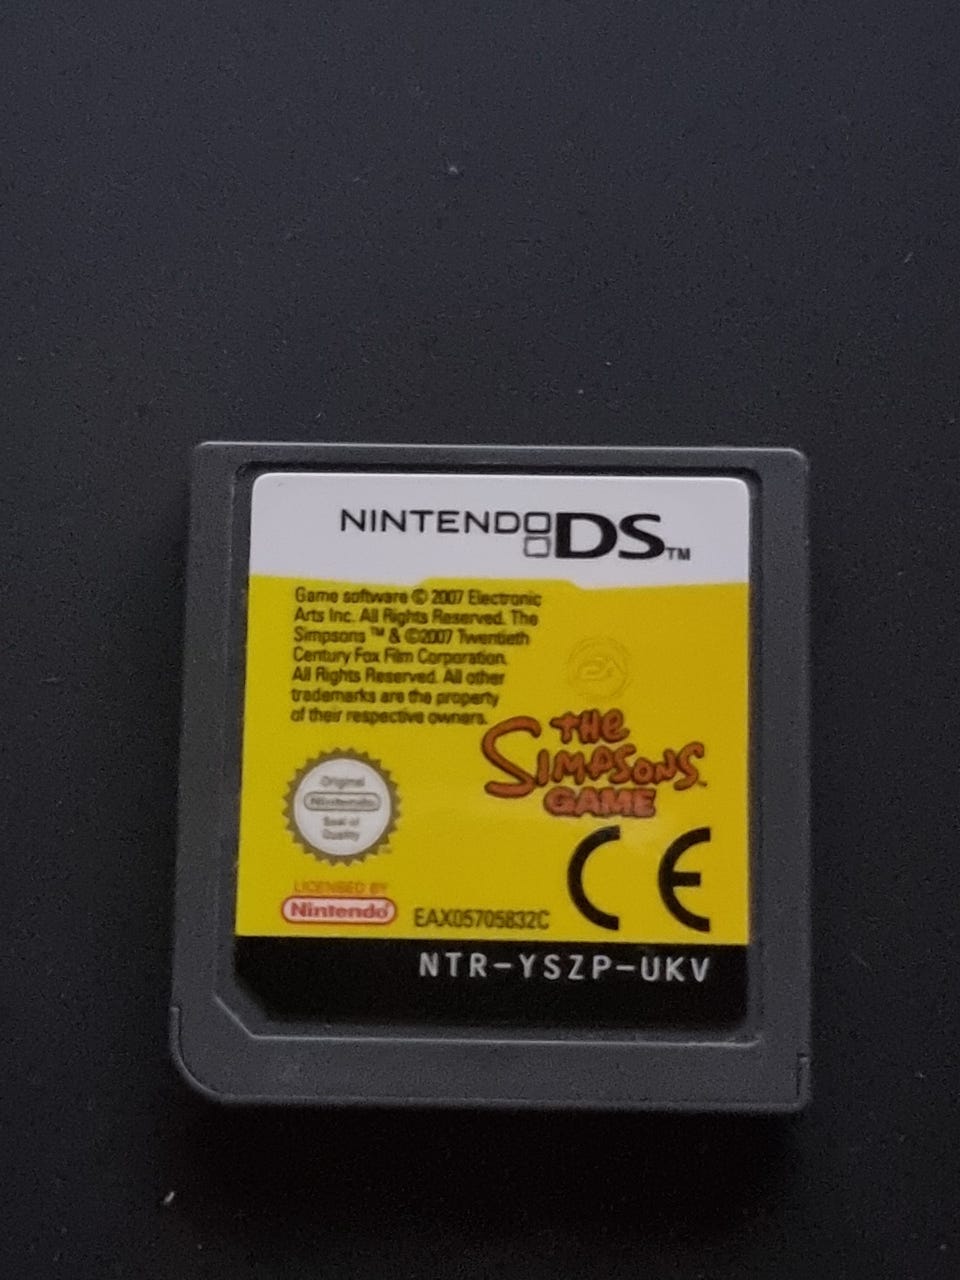 NINTENDO DS™
Game software © 2007 Electronic
Arts Inc. All Rights Reserved. The
Simpsons ™ & ©2007 Twentieth
Century Fox Film Corporation.
All Rights Reserved. All other
trademarks are the property
of their respective owners.
EA
THE
SIMPSONS™
GAME
Original
Nintendo
Seal of
Quality
LICENSED BY
Nintendo
EAX05705832C
CE
NTR-YSZP-UKV